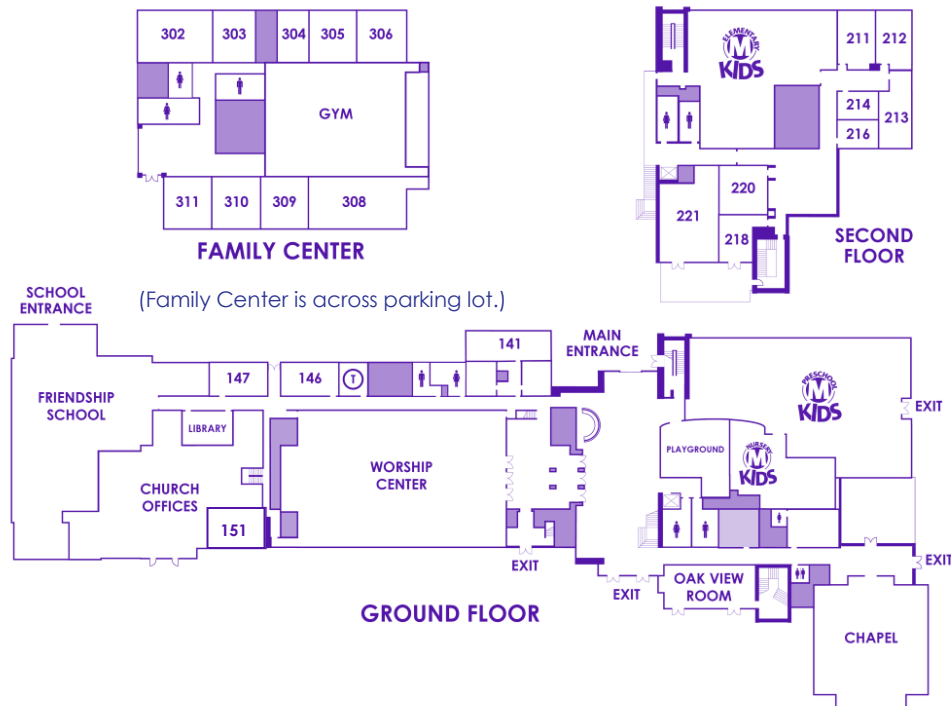 302
303
304
305
306
GYM
311
310
309
308
FAMILY CENTER
ELEMENTARY
M
KIDS
211
212
214
213
216
220
221
218
SECOND
FLOOR
(Family Center is across parking lot.)
SCHOOL
ENTRANCE
FRIENDSHIP
SCHOOL
147
146
T
141
MAIN
ENTRANCE
LIBRARY
CHURCH
OFFICES
151
WORSHIP
CENTER
EXIT
PRESCHOOL
M
KIDS
EXIT
PLAYGROUND
NURSERY
M
KIDS
EXIT
OAK VIEW
ROOM
EXIT
CHAPEL
GROUND FLOOR